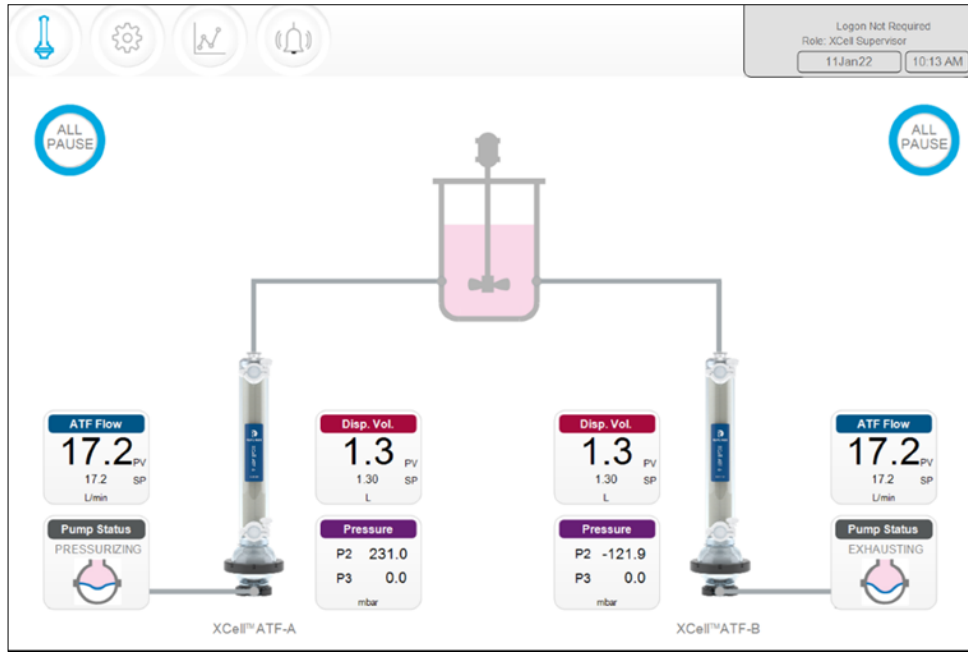 Logon Not Required
Role: XCell Supervisor
11Jan22
10:13 AM
ALL
PAUSE
ALL
PAUSE
ATF Flow
17.2 PV
17.2 SP
L/min
Disp. Vol.
1.3 PV
1.30 SP
L
Disp. Vol.
1.3 PV
1.30 SP
L
ATF Flow
17.2 PV
17.2 SP
L/min
Pump Status
PRESSURIZING
Pressure
P2 231.0
P3 0.0
mbar
Pressure
P2 -121.9
P3 0.0
mbar
Pump Status
EXHAUSTING
XCell™ATF-A
XCell™ATF-B